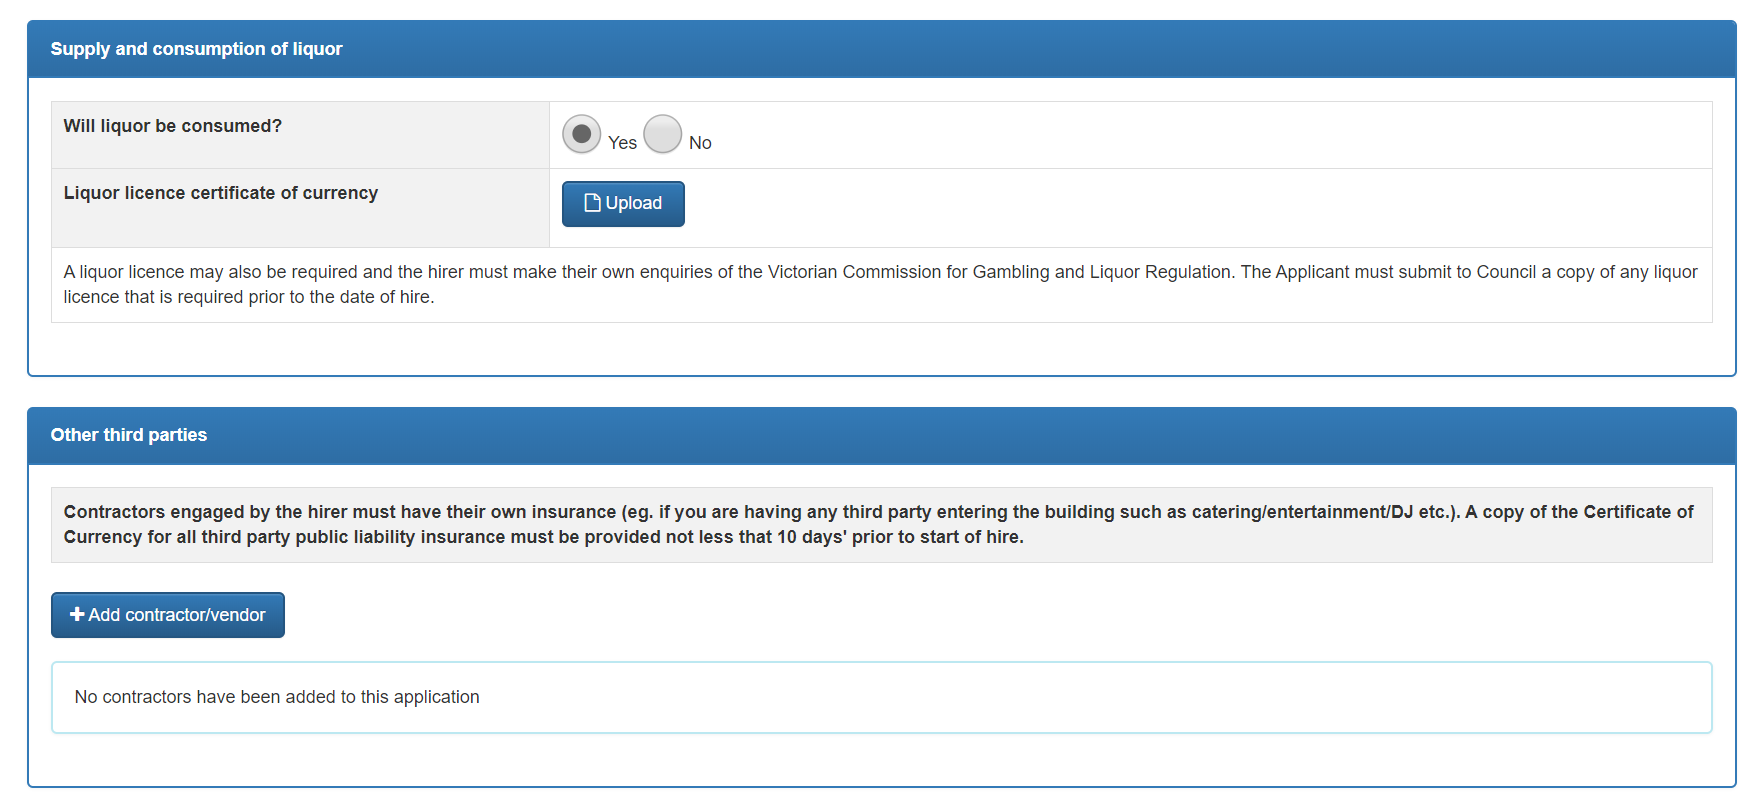 Supply and consumption of liquor
Will liquor be consumed?
Yes No
Liquor licence certificate of currency
Upload
A liquor licence may also be required and the hirer must make their own enquiries of the Victorian Commission for Gambling and Liquor Regulation. The Applicant must submit to Council a copy of any liquor
licence that is required prior to the date of hire.
Other third parties
Contractors engaged by the hirer must have their own insurance (eg. if you are having any third party entering the building such as catering/entertainment/DJ etc.). A copy of the Certificate of
Currency for all third party public liability insurance must be provided not less that 10 days' prior to start of hire.
Add contractor/vendor
No contractors have been added to this application